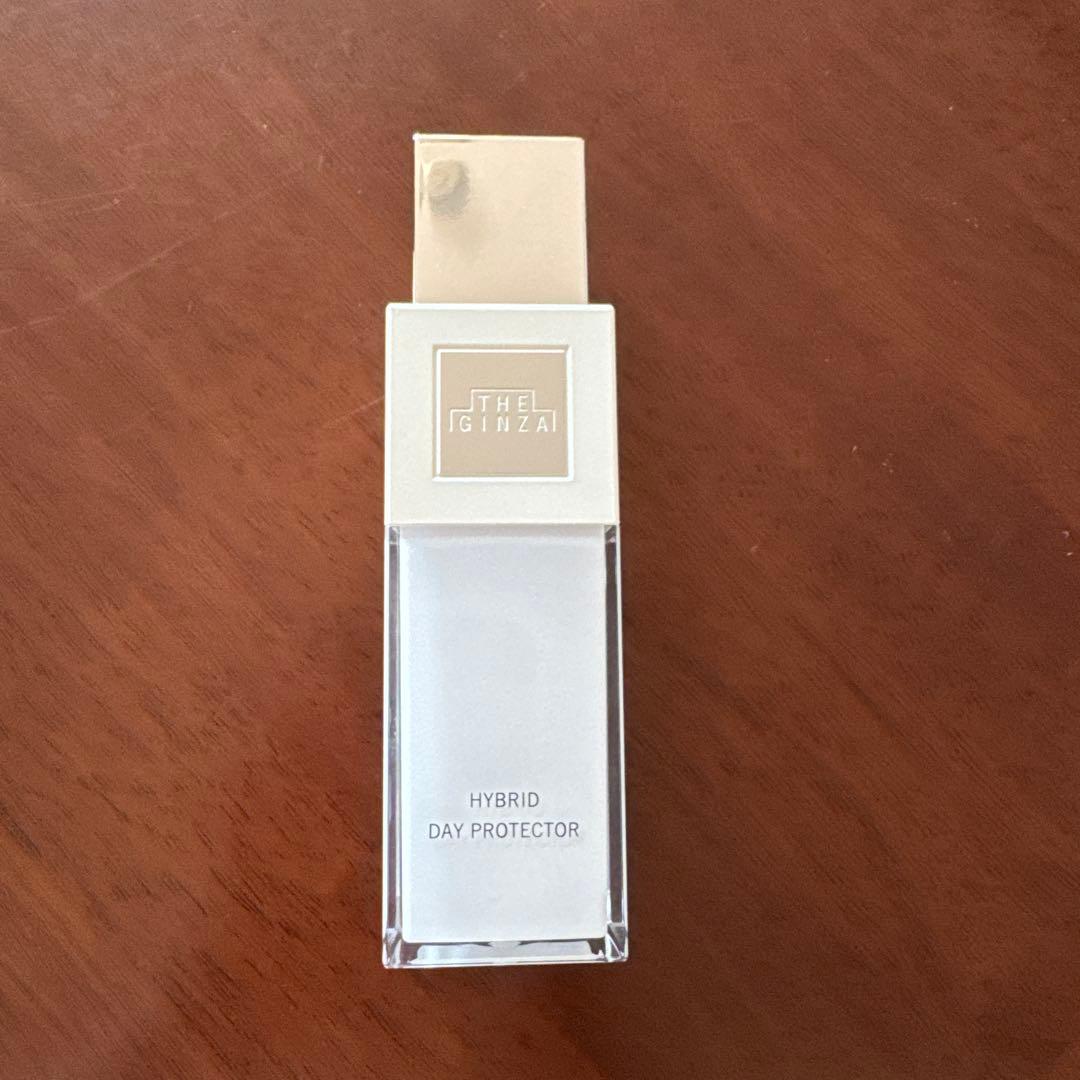 THE
GINZA
HYBRID
DAY PROTECTOR